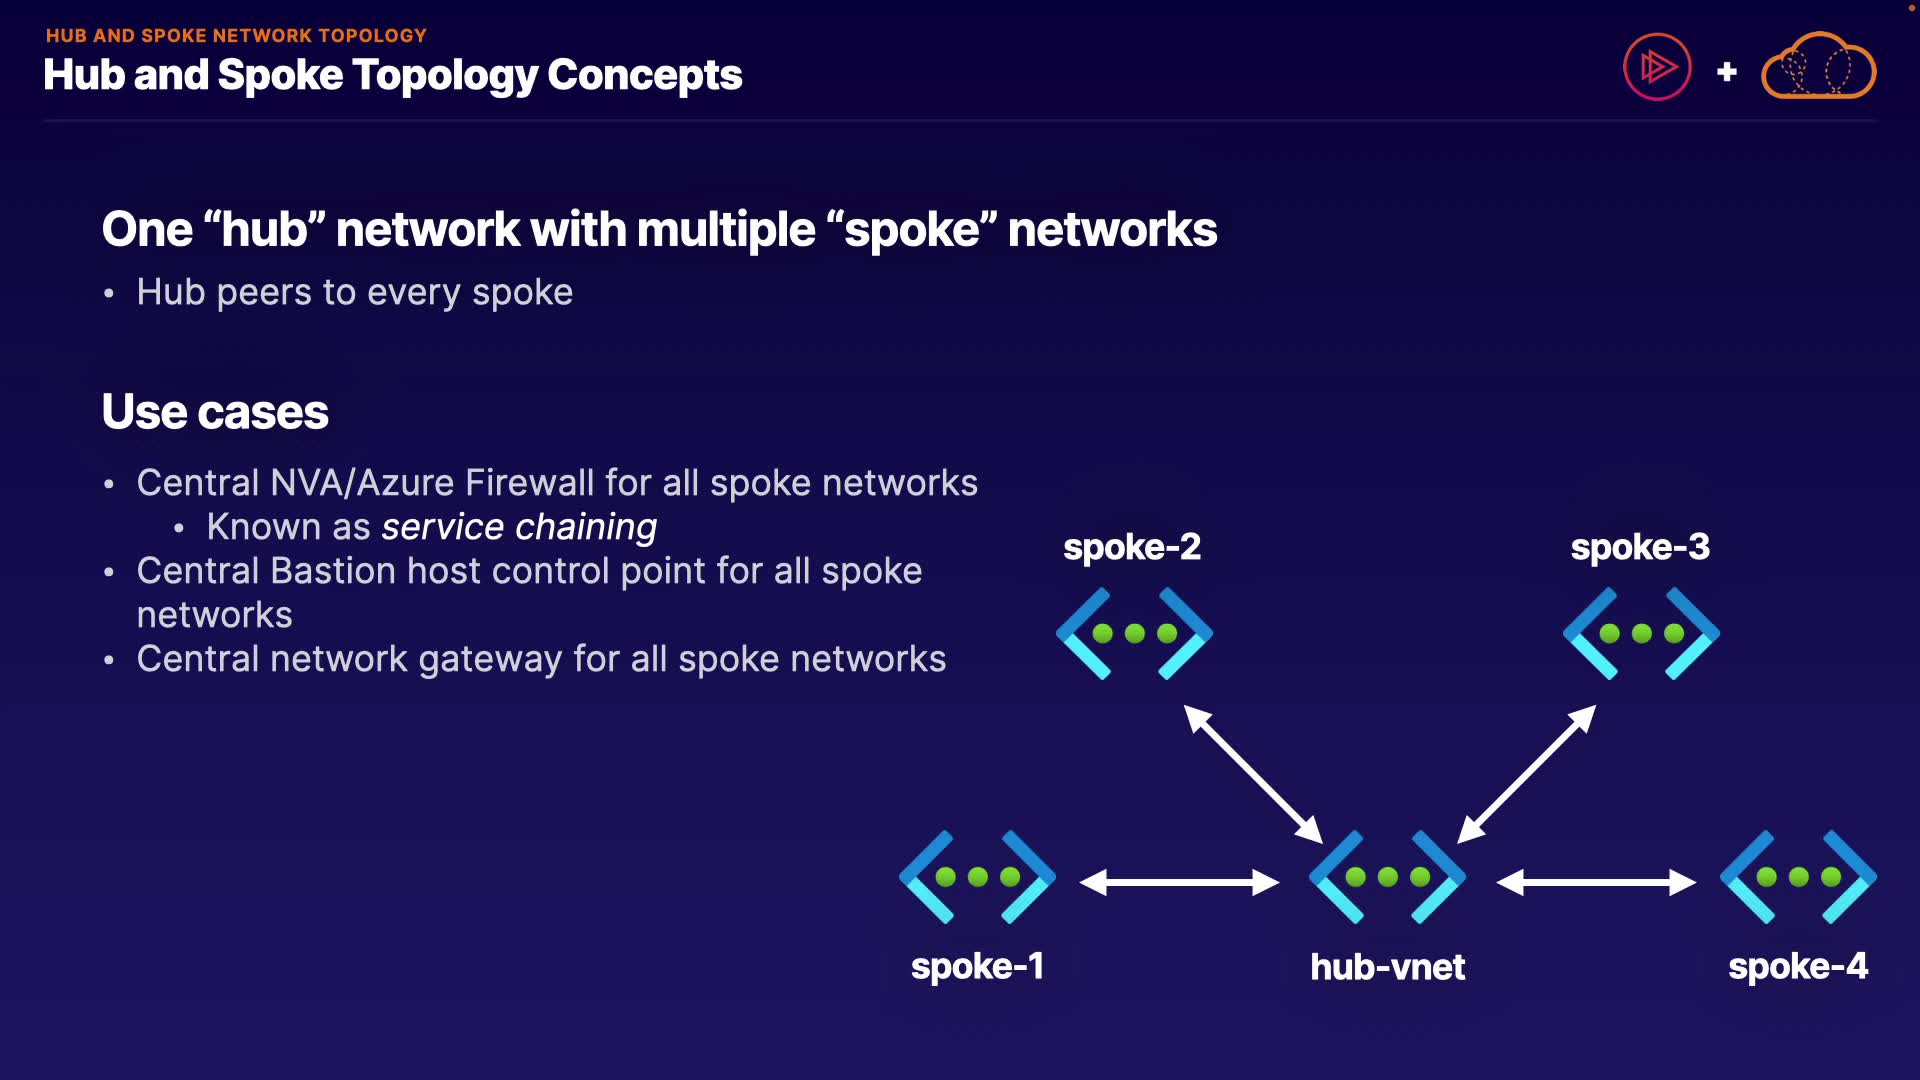 HUB AND SPOKE NETWORK TOPOLOGY
Hub and Spoke Topology Concepts
+
One “hub” network with multiple “spoke” networks
• Hub peers to every spoke
Use cases
• Central NVA/Azure Firewall for all spoke networks
• Known as service chaining
• Central Bastion host control point for all spoke
networks
• Central network gateway for all spoke networks
spoke-2
spoke-3
spoke-1
hub-vnet
spoke-4